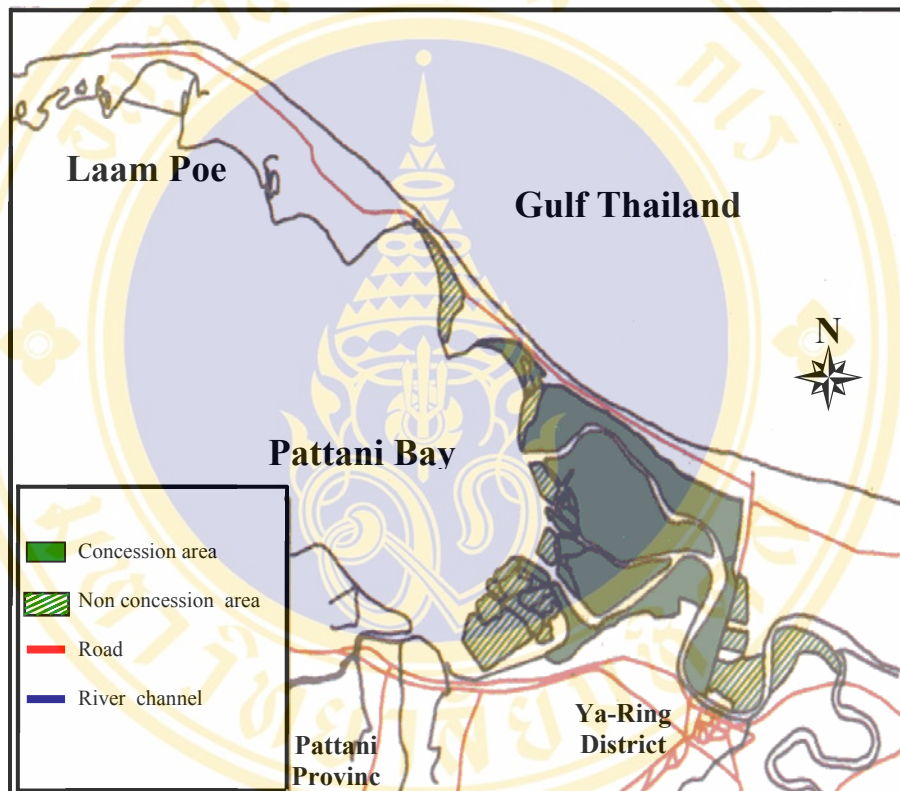 Laam Poe
Gulf Thailand
N
Pattani Bay
Concession area
Non concession area
Road
River channel
Ya-Ring
District
Pattani
Provinc